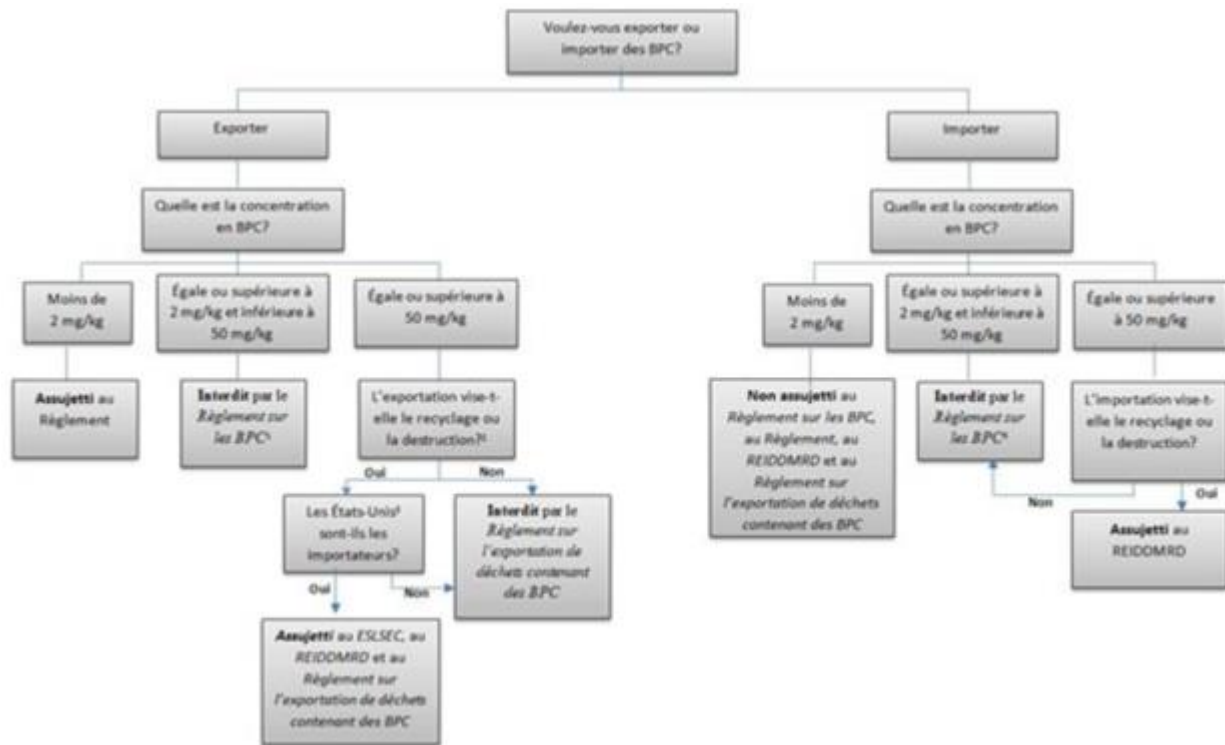 Voulez-vous exporter ou
importer des BPC?
Exporter
Importer
Quelle est la concentration
en BPC?
Quelle est la concentration
en BPC?
Moins de
2 mg/kg
Égale ou supérieure à
2 mg/kg et inférieure à
50 mg/kg
Égale ou supérieure à
50 mg/kg
Moins de
2 mg/kg
Égale ou supérieure à
2 mg/kg et inférieure à
50 mg/kg
Égale ou supérieure
à 50 mg/kg
Assujetti au
Règlement
Interdit par le
Règlement sur
les BPC
L'exportation vise-t-
elle le recyclage ou
la destruction?
Non assujetti au
Règlement sur les BPC,
au Règlement, au
REIDDMRD et au
Règlement sur
l'exportation de déchets
contenant des BPC
Interdit par le
Règlement sur
les BPC
L'importation vise-t-
elle le recyclage ou
la destruction?
Oui
Non
Non
Oui
Les États-Unis
sont-ils les
importateurs?
Interdit par le
Règlement sur
l'exportation de
déchets contenant
des BPC
Assujetti au
REIDDMRD
Oui
Non
Assujetti au ESLSEC, au
REIDDMRD et au
Règlement sur
l'exportation de déchets
contenant des BPC